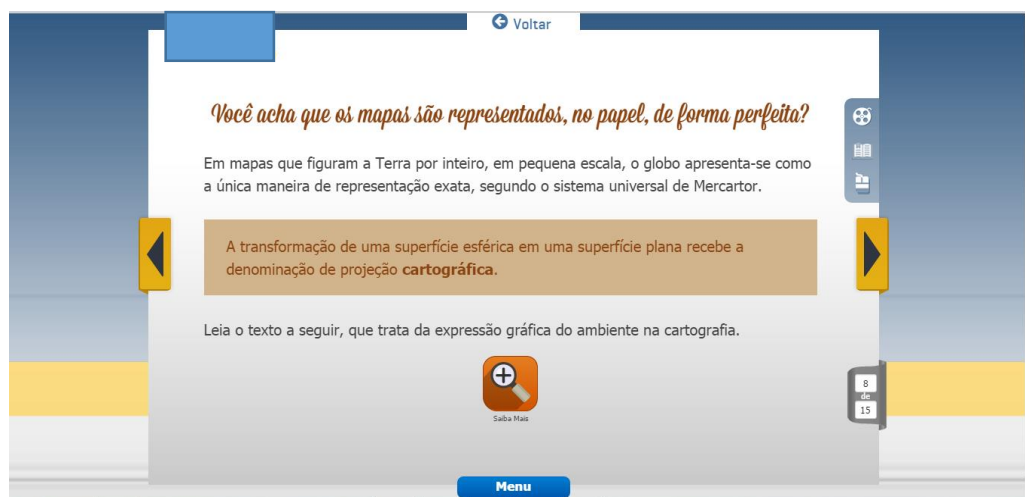 Voltar
Você acha que os mapas são representados, no papel, de forma perfeita?
Em mapas que figuram a Terra por inteiro, em pequena escala, o globo apresenta-se como
a única maneira de representação exata, segundo o sistema universal de Mercartor.
A transformação de uma superfície esférica em uma superfície plana recebe a
denominação de projeção cartográfica.
Leia o texto a seguir, que trata da expressão gráfica do ambiente na cartografia.
Saiba Mais
8
de
15
Menu